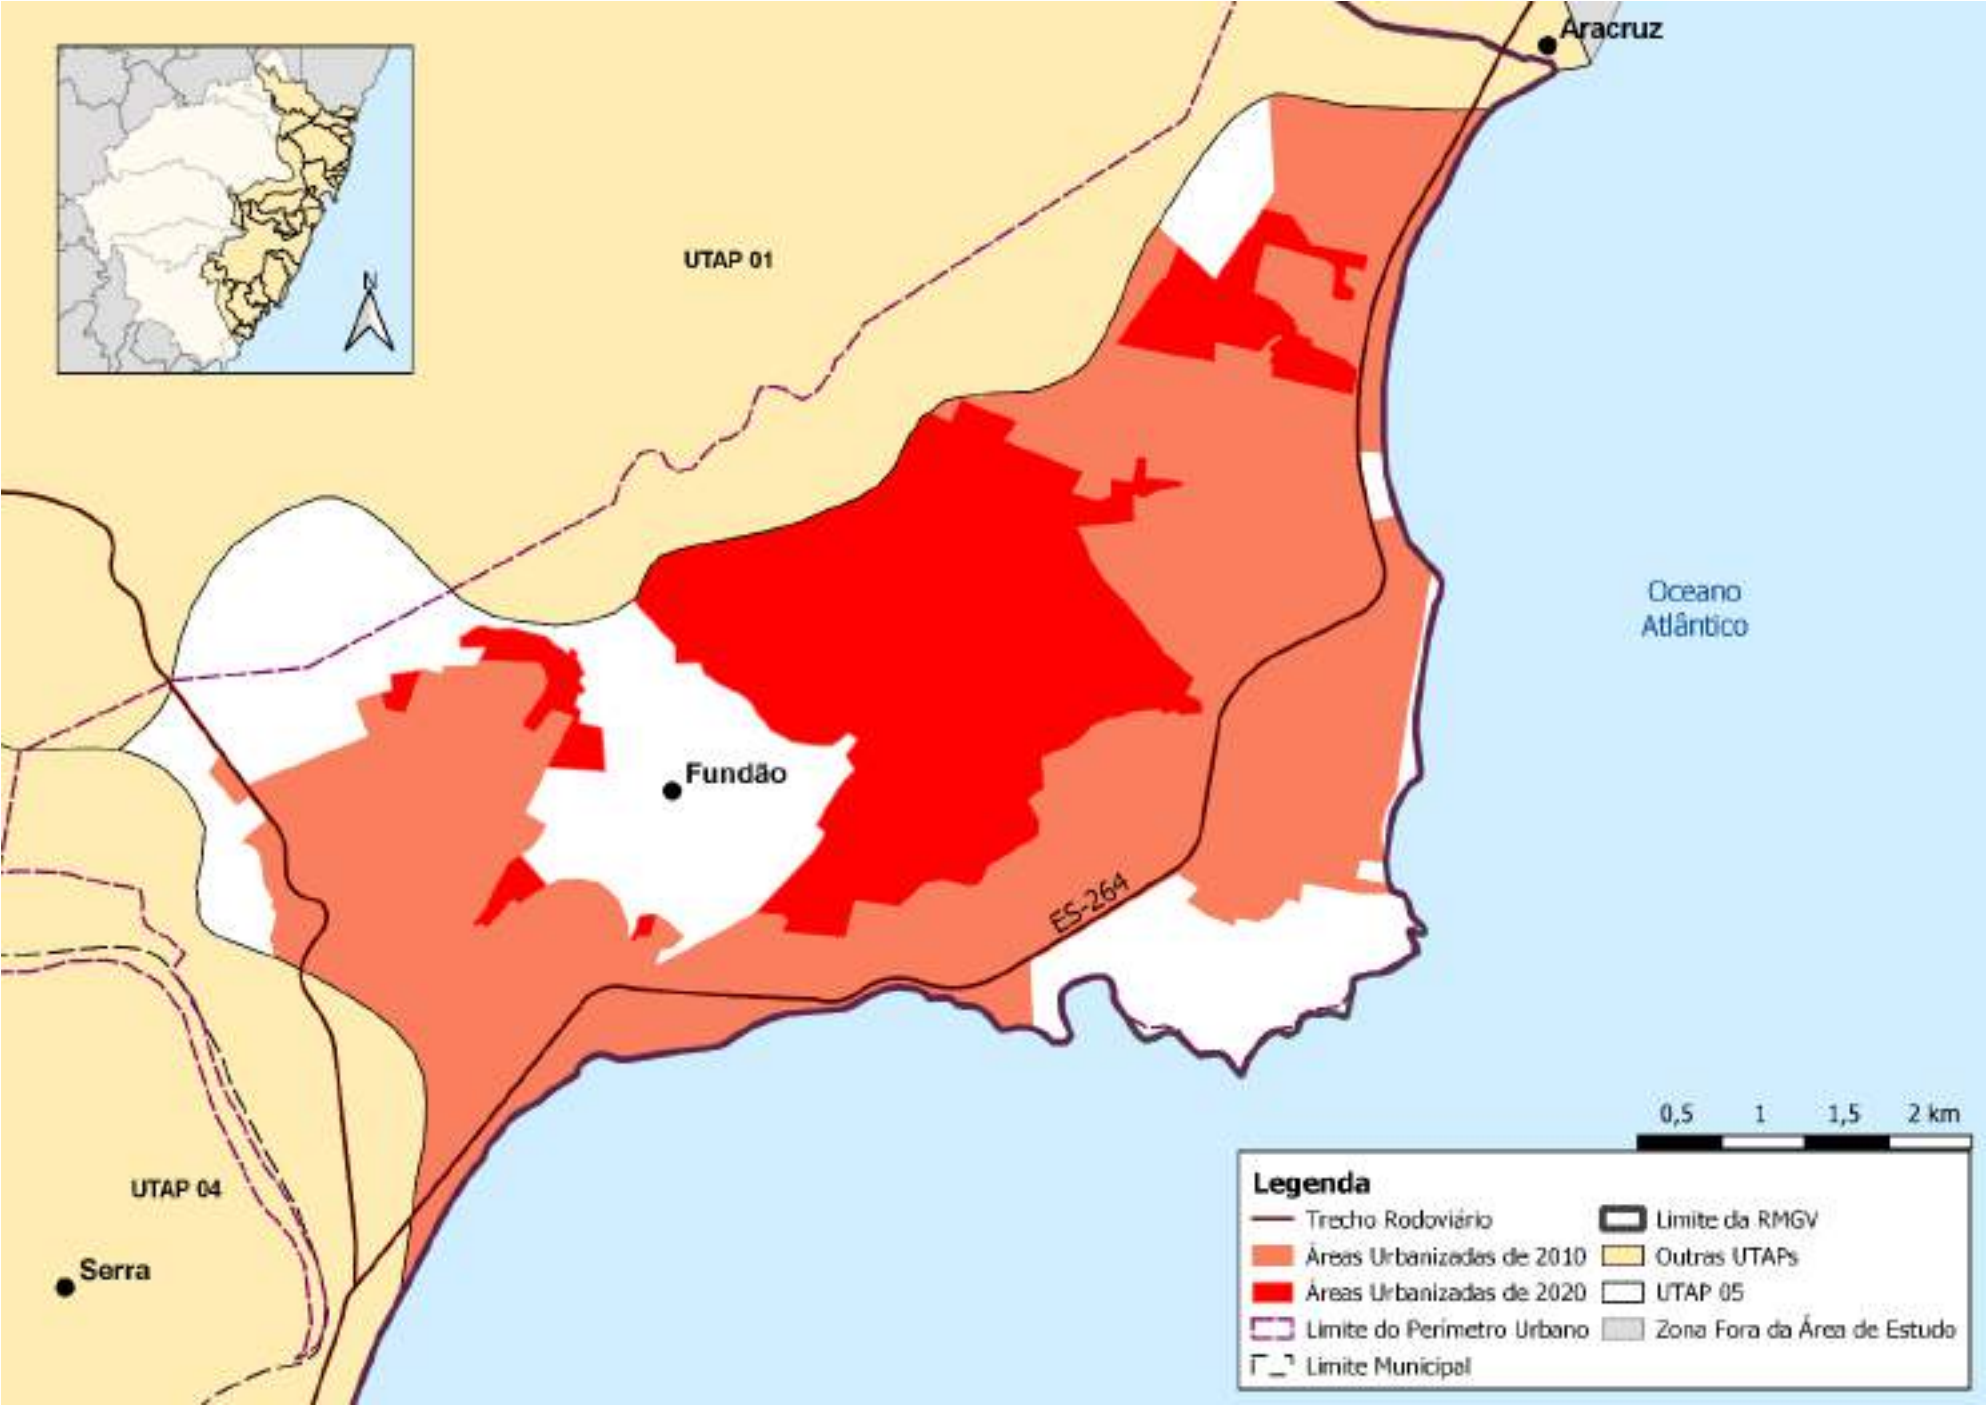 Aracruz
N
UTAP 01
Oceano
Atlântico
Fundão
ES-264
UTAP 04
Serra
0,5 1 1,5 2 km
Legenda
Trecho Rodoviário
Áreas Urbanizadas de 2010
Áreas Urbanizadas de 2020
Limite do Perímetro Urbano
Limite Municipal
Limite da RMGV
Outras UTAPs
UTAP 05
Zona Fora da Área de Estudo